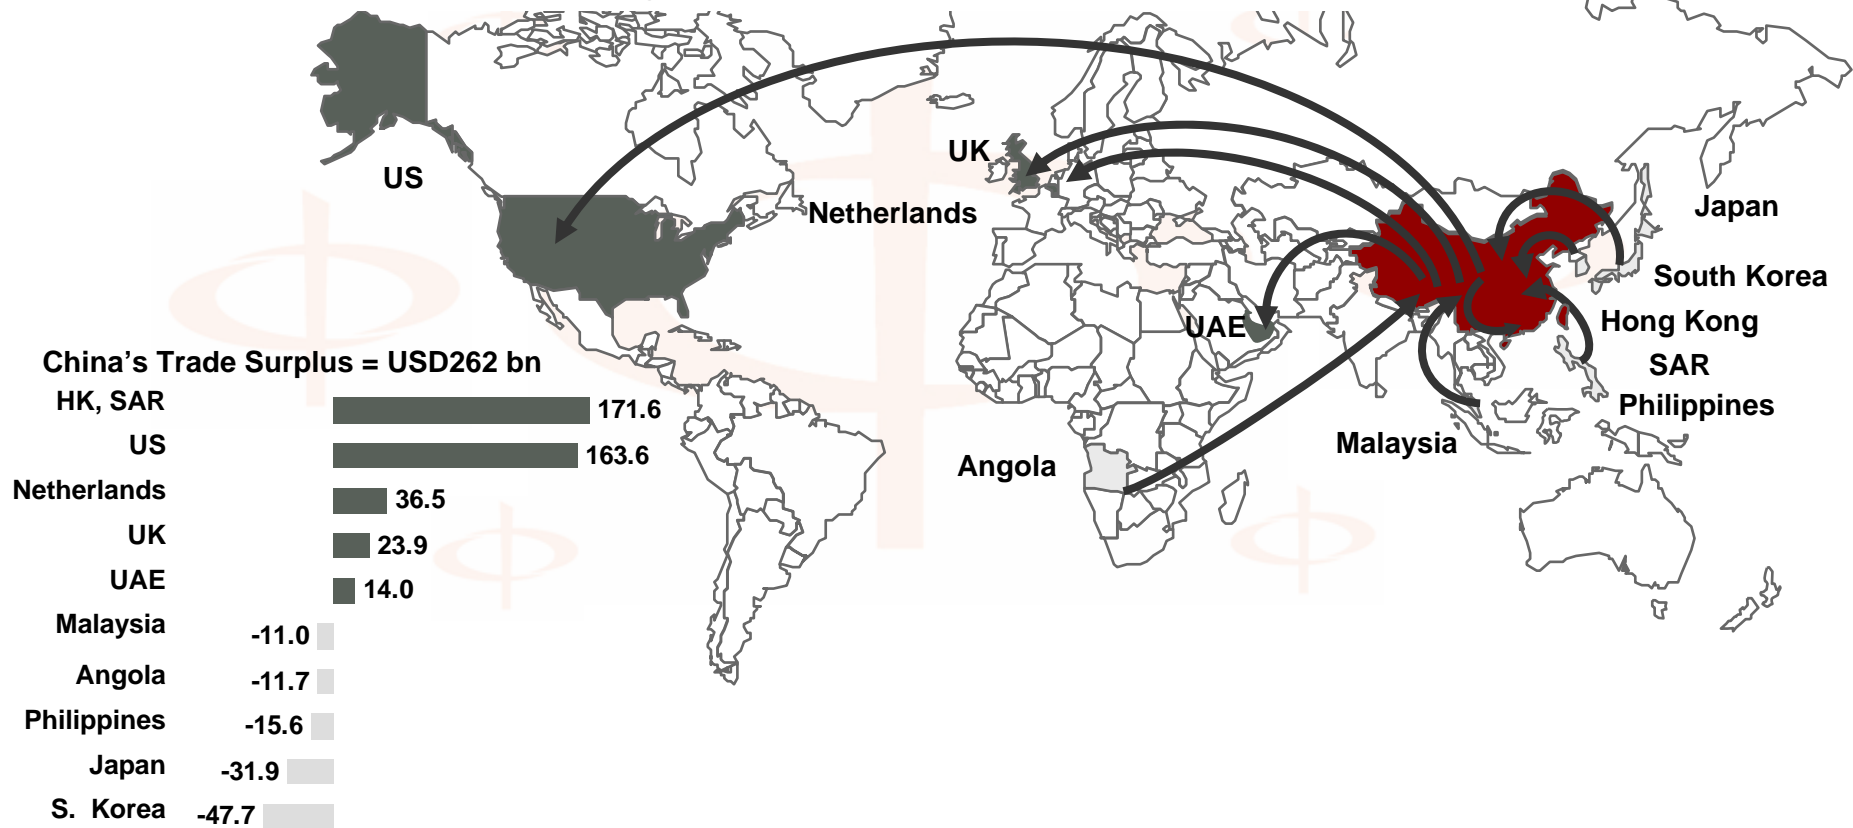 UK
US
Netherlands
Japan
South Korea
UAE
Hong Kong
SAR
Philippines
Malaysia
Angola
China’s Trade Surplus = USD262 bn
HK, SAR 171.6
US 163.6
Netherlands 36.5
UK 23.9
UAE 14.0
Malaysia -11.0
Angola -11.7
Philippines -15.6
Japan -31.9
S. Korea -47.7